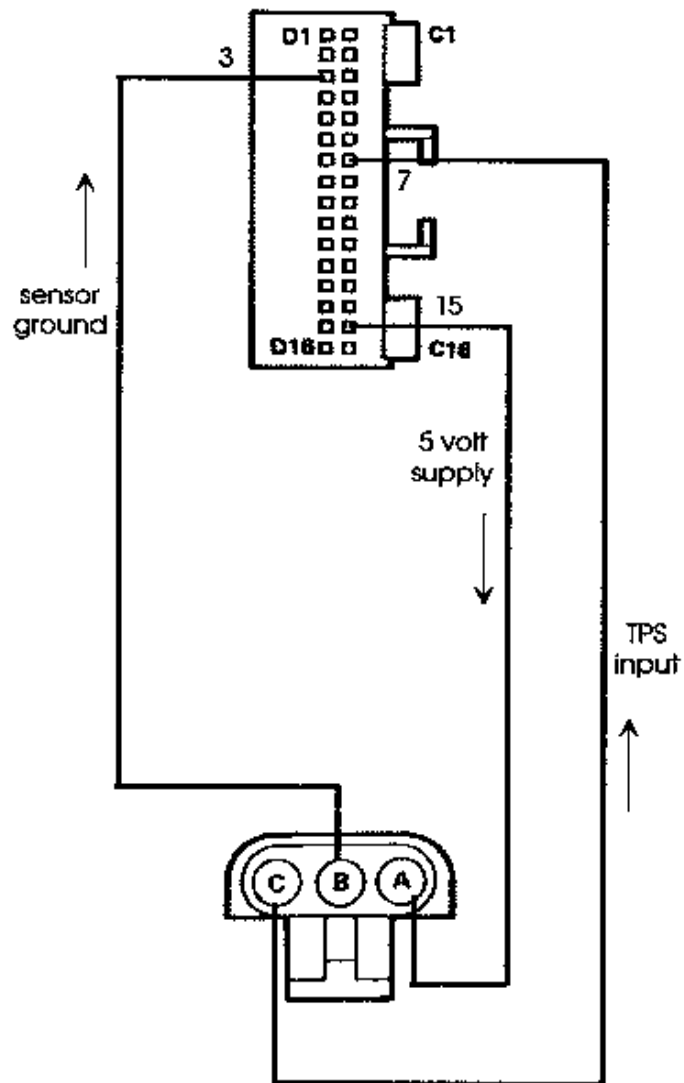 D1
C1
3
7
sensor
ground
15
D16
C16
5 volt
supply
TPS
input
C
B
A